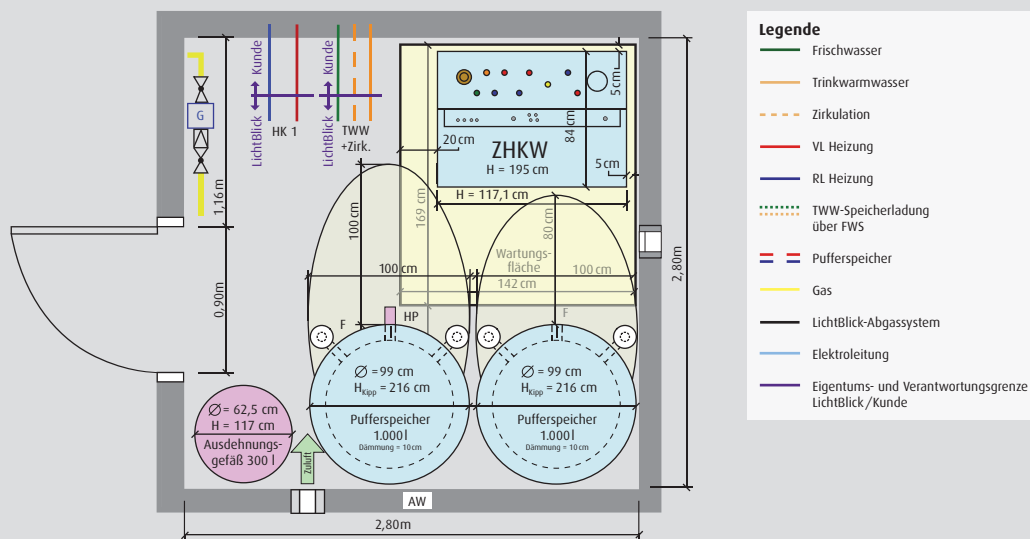 LichtBlick Kunde
HK 1
LichtBlick Kunde
TWW
+Zirk.
G
1,16 m
0,90m
20 cm
5 cm
84 cm
ZHKW
H = 195 cm
5 cm
H = 117,1 cm
169 cm
100 cm
80 cm
Wartungs-
fläche
100 cm
100 cm
142 cm
F
HP
F
2,80m
Ø = 99 cm
HKipp = 216 cm
Pufferspeicher
1.000 l
Dämmung = 10 cm
Ø = 99 cm
HKipp = 216 cm
Pufferspeicher
1.000 l
Dämmung = 10 cm
Ø = 62,5 cm
H = 117 cm
Ausdehnungs-
gefäß 300 l
Zuluft
AW
2,80m
Legende
Frischwasser
Trinkwarmwasser
Zirkulation
VL Heizung
RL Heizung
TWW-Speicherladung
über FWS
Pufferspeicher
Gas
LichtBlick-Abgassystem
Elektroleitung
Eigentums- und Verantwortungsgrenze
LichtBlick/Kunde